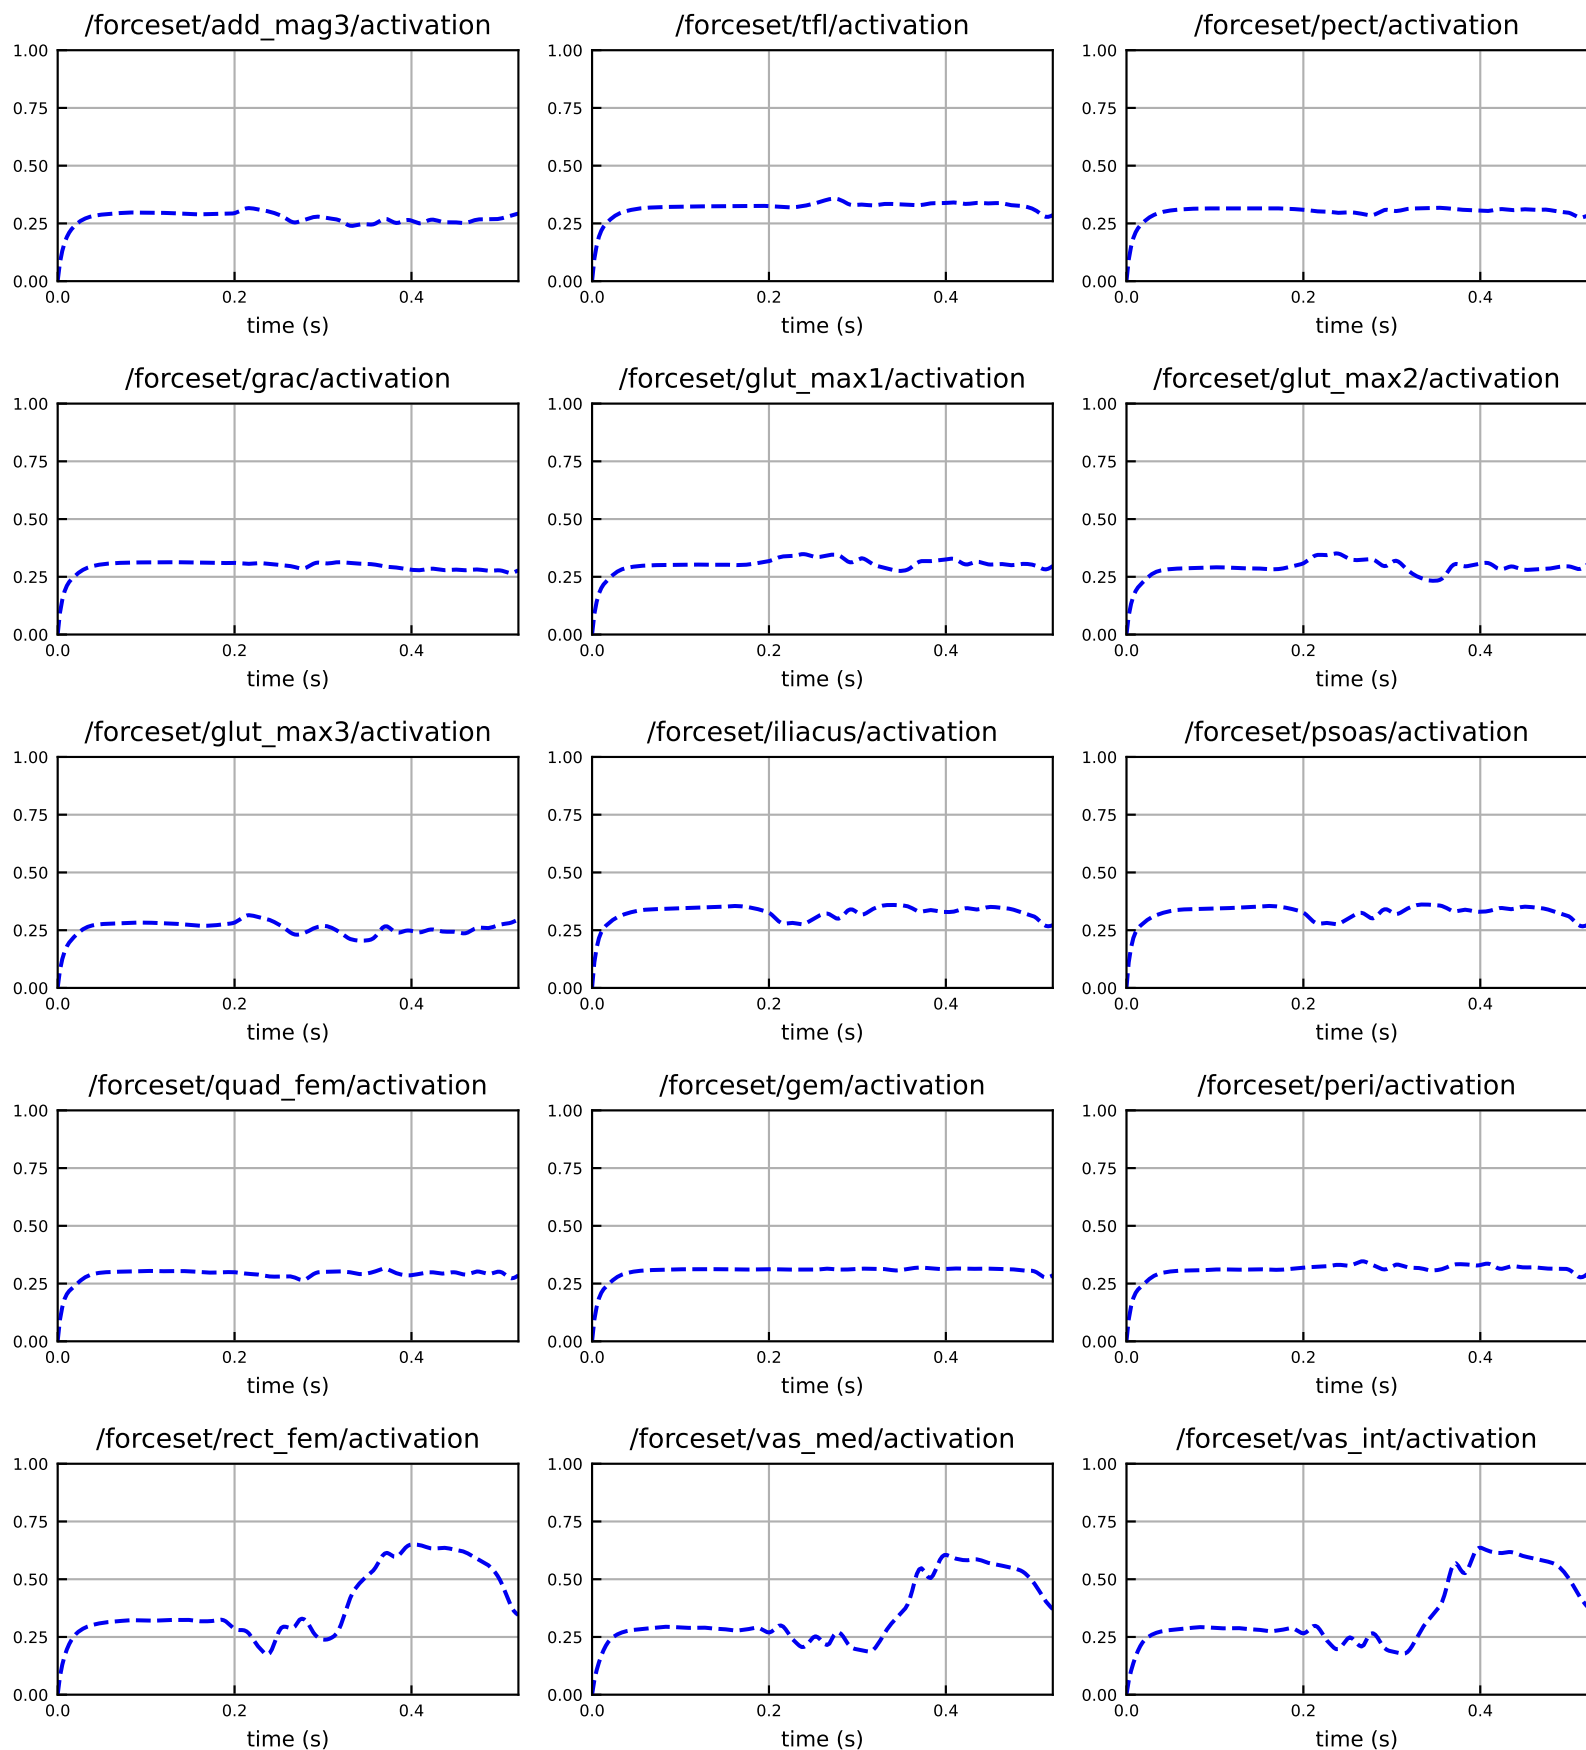 /forceset/add_mag3/activation /forceset/tfl/activation /forceset/pect/activation
1.00 1.00 1.00
0.75 0.75 0.75
0.50 0.50 0.50
0.25 0.25 0.25
0.00 0.00 0.00
0.0 0.2 0.4 0.0 0.2 0.4 0.0 0.2 0.4
time (s) time (s) time (s)
/forceset/grac/activation /forceset/glut_max1/activation /forceset/glut_max2/activation
1.00 1.00 1.00
0.75 0.75 0.75
0.50 0.50 0.50
0.25 0.25 0.25
0.00 0.00 0.00
0.0 0.2 0.4 0.0 0.2 0.4 0.0 0.2 0.4
time (s) time (s) time (s)
/forceset/glut_max3/activation /forceset/iliacus/activation /forceset/psoas/activation
1.00 1.00 1.00
0.75 0.75 0.75
0.50 0.50 0.50
0.25 0.25 0.25
0.00 0.00 0.00
0.0 0.2 0.4 0.0 0.2 0.4 0.0 0.2 0.4
time (s) time (s) time (s)
/forceset/quad_fem/activation /forceset/gem/activation /forceset/peri/activation
1.00 1.00 1.00
0.75 0.75 0.75
0.50 0.50 0.50
0.25 0.25 0.25
0.00 0.00 0.00
0.0 0.2 0.4 0.0 0.2 0.4 0.0 0.2 0.4
time (s) time (s) time (s)
/forceset/rect_fem/activation /forceset/vas_med/activation /forceset/vas_int/activation
1.00 1.00 1.00
0.75 0.75 0.75
0.50 0.50 0.50
0.25 0.25 0.25
0.00 0.00 0.00
0.0 0.2 0.4 0.0 0.2 0.4 0.0 0.2 0.4
time (s) time (s) time (s)